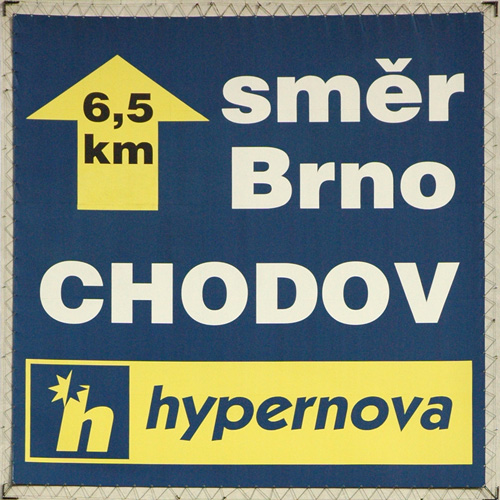 6,5
km
směr
Brno
CHODOV
h hypernova